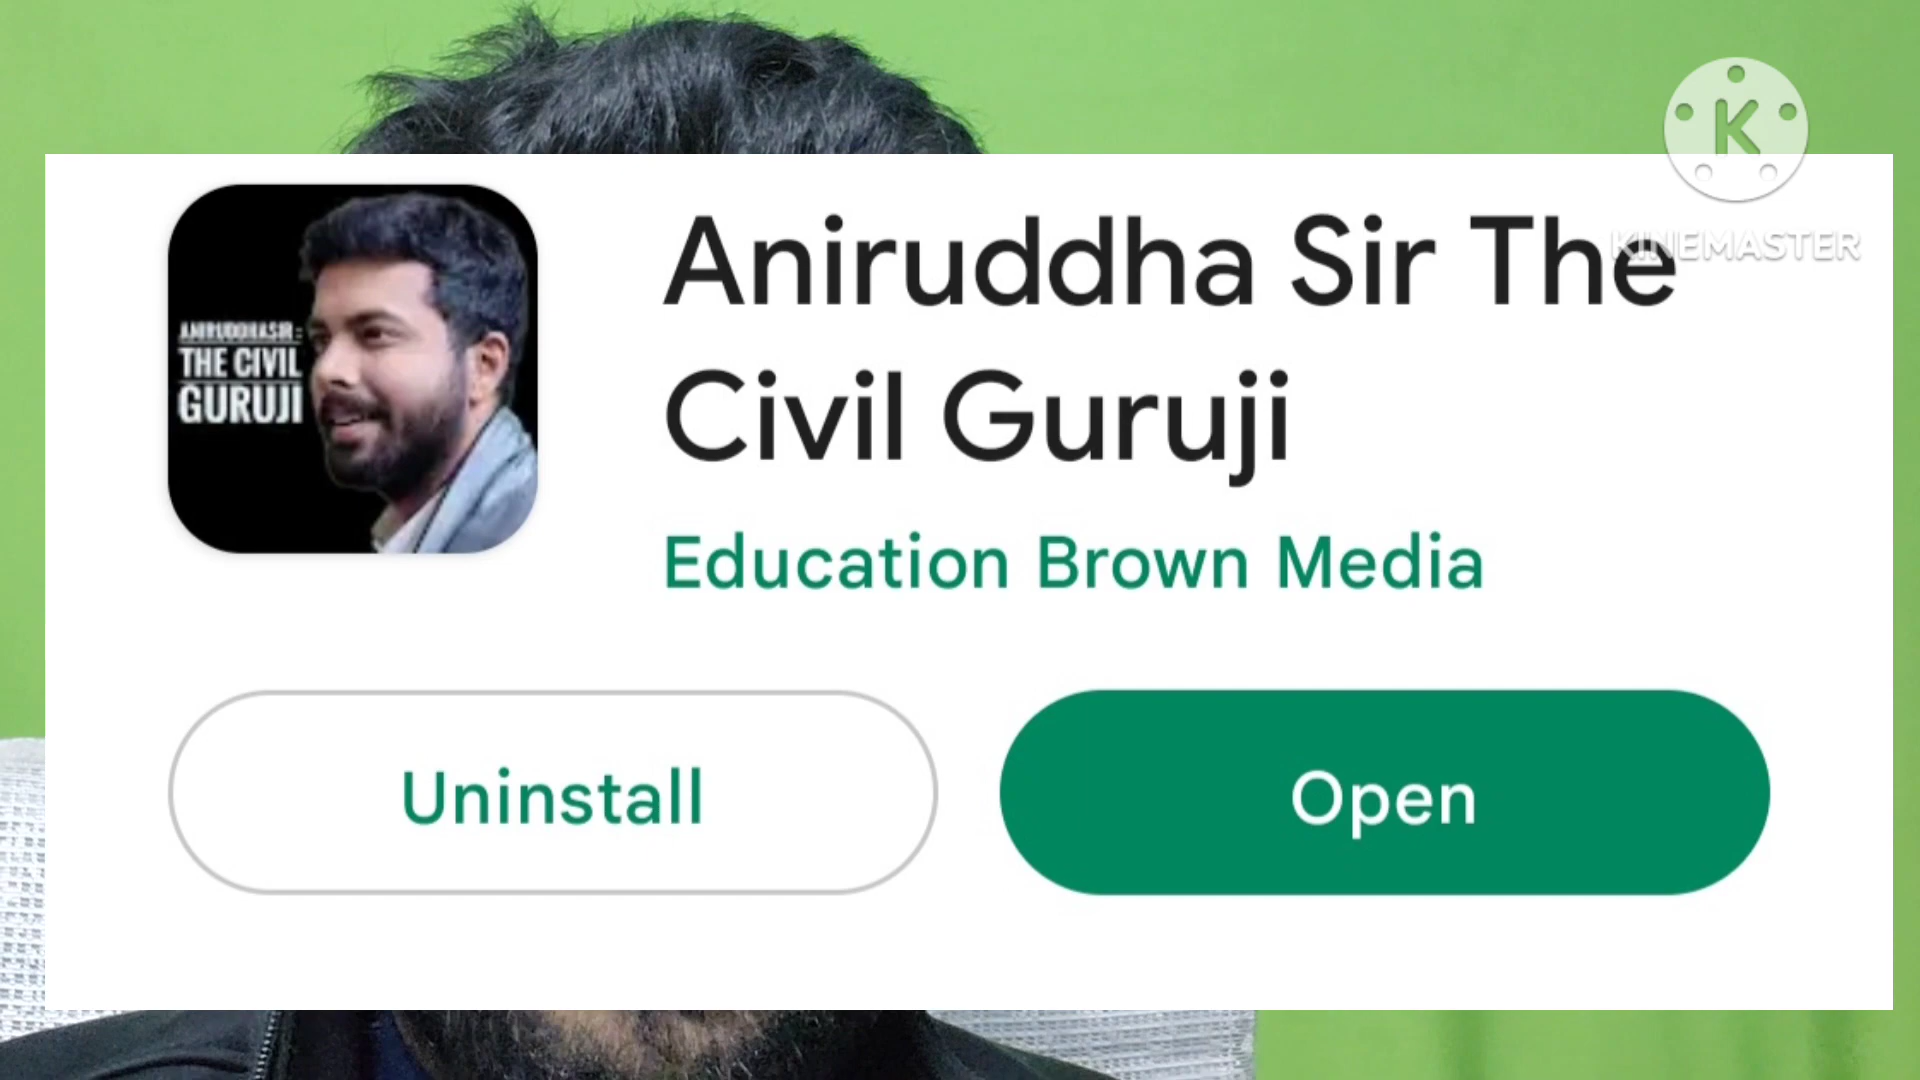 K
KINEMASTER
Aniruddha Sir The
Civil Guruji
Education Brown Media
ANIRUDDHASIR :
THE CIVIL
GURUJI
Uninstall
Open